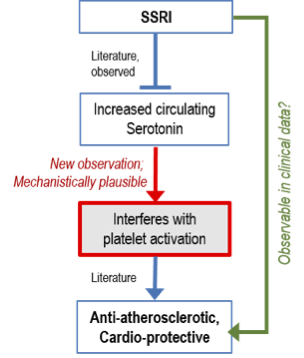 SSRI
Literature,
observed
Increased circulating
Serotonin
New observation;
Mechanistically plausible
Interferes with
platelet activation
Literature
Anti-atherosclerotic,
Cardio-protective
Observable in clinical data?